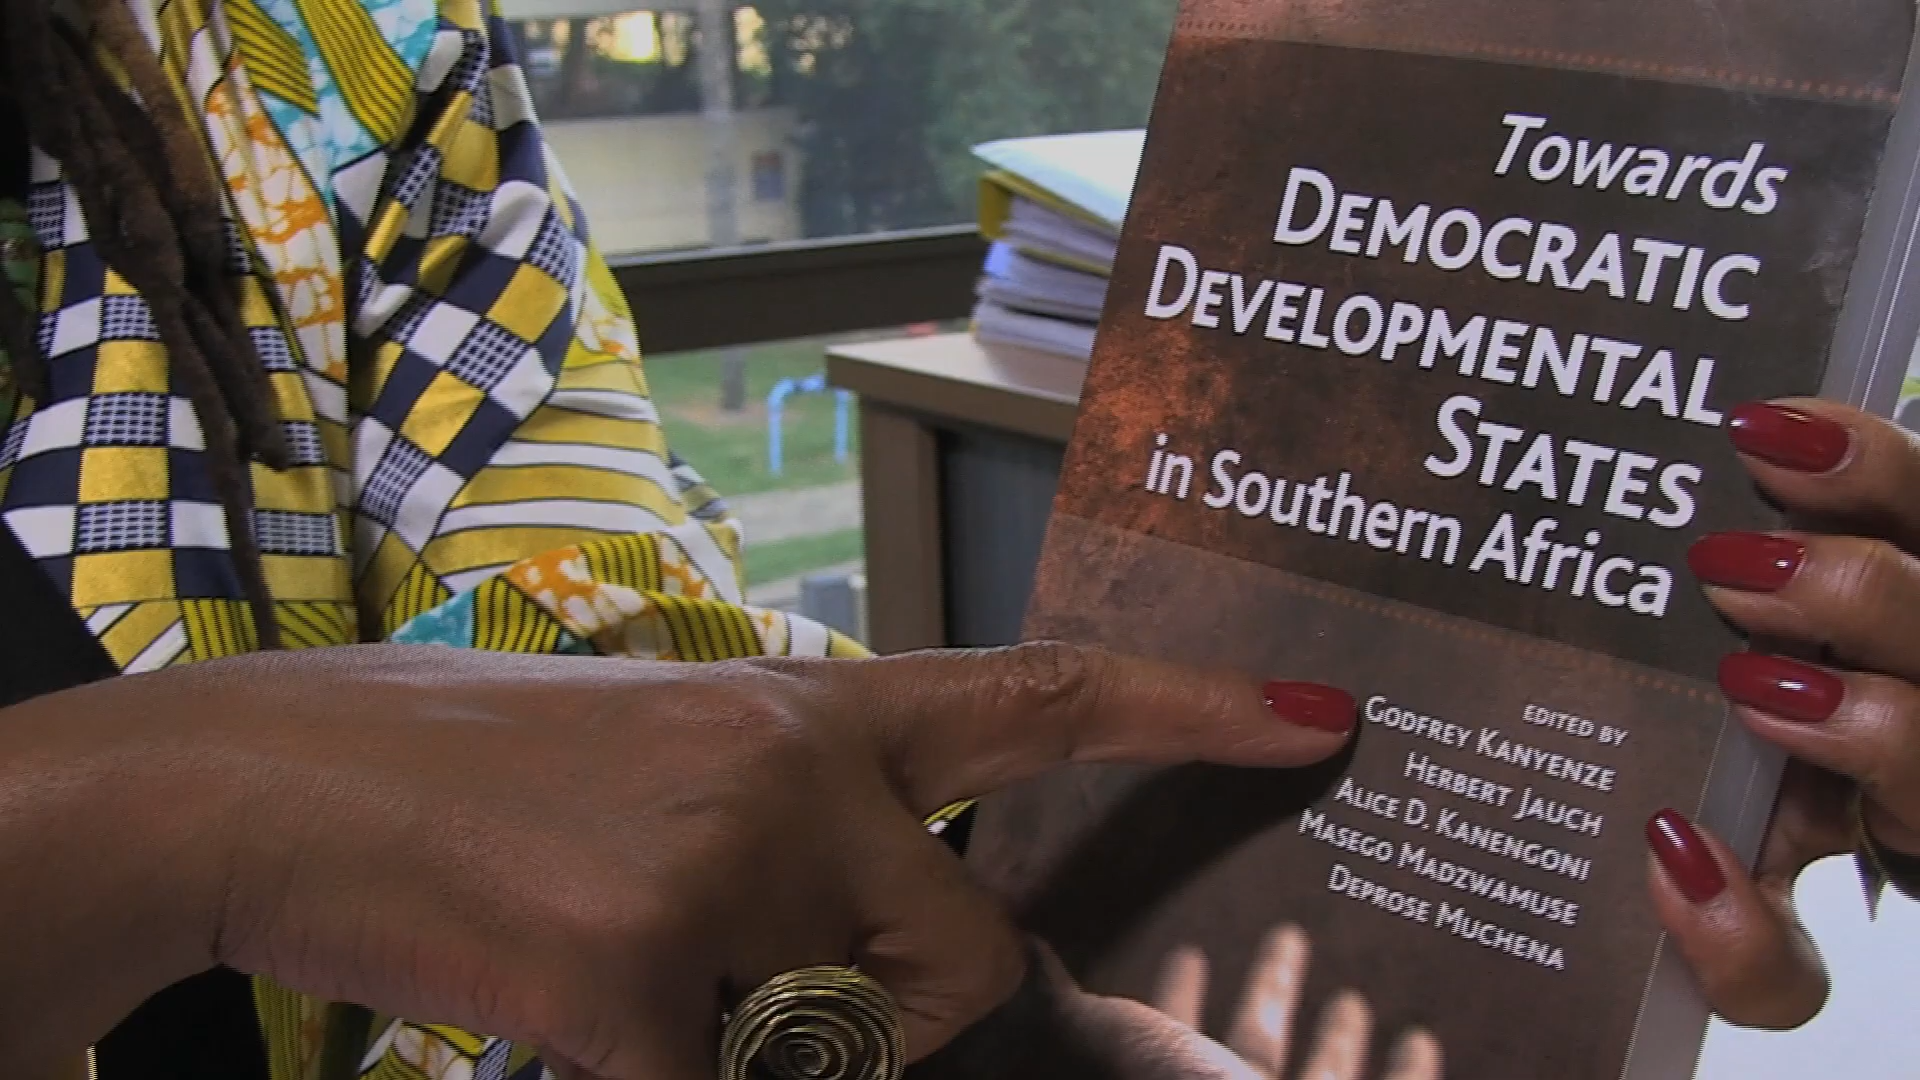 Towards
DEMOCRATIC
DEVELOPMENTAL
STATES
in Southern Africa
EDITED BY
GODFREY KANYENZE
HERBERT JAUCH
ALICE D. KANENGONI
MASEGO MADZWAMUSE
DEPROSE MUCHENA